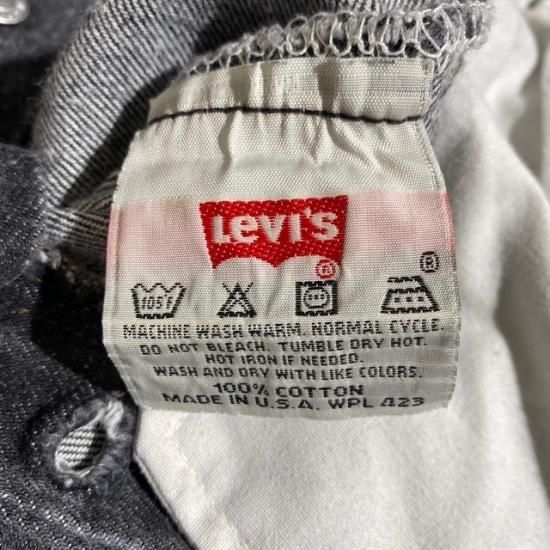 Levi's
®
®
105°F
MACHINE WASH WARM. NORMAL CYCLE.
DO NOT BLEACH. TUMBLE DRY HOT.
HOT IRON IF NEEDED.
WASH AND DRY WITH LIKE COLORS.
100% COTTON
MADE IN U.S.A. WPL 423